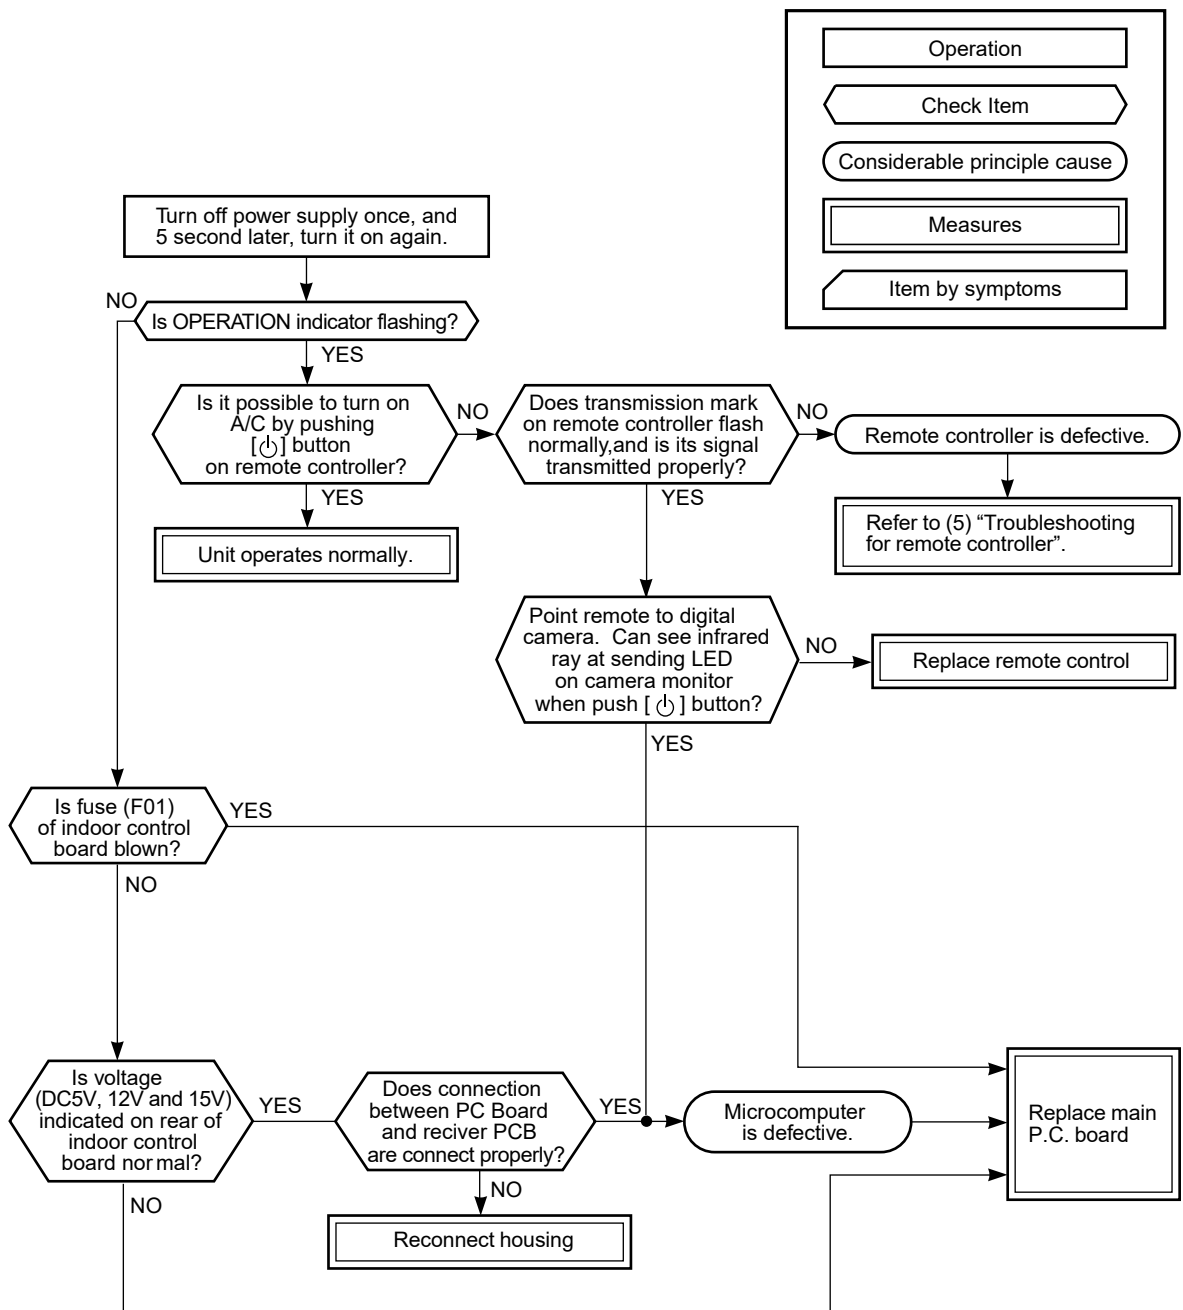 Operation
Check Item
Considerable principle cause
Measures
Item by symptoms
Turn off power supply once, and
5 second later, turn it on again.
NO
Is OPERATION indicator flashing?
YES
Is it possible to turn on
A/C by pushing
[⏻] button
on remote controller?
NO
Does transmission mark
on remote controller flash
normally,and is its signal
transmitted properly?
NO
Remote controller is defective.
YES
YES
Unit operates normally.
Refer to (5) “Troubleshooting
for remote controller”.
Point remote to digital
camera. Can see infrared
ray at sending LED
on camera monitor
when push [ ⏻ ] button?
NO
Replace remote control
YES
Is fuse (F01)
of indoor control
board blown?
YES
NO
Is voltage
(DC5V, 12V and 15V)
indicated on rear of
indoor control
board normal?
YES
Does connection
between PC Board
and reciver PCB
are connect properly?
YES
Microcomputer
is defective.
Replace main
P.C. board
NO
NO
Reconnect housing